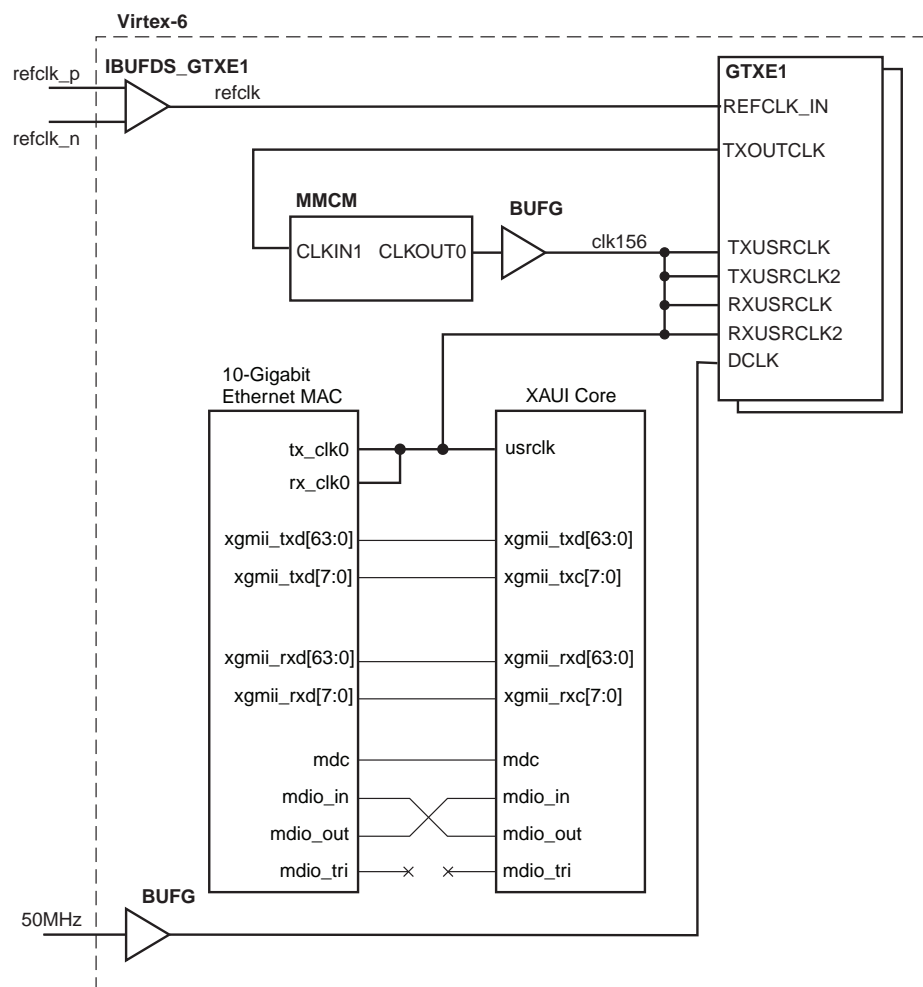 Virtex-6
refclk_p
IBUFDS_GTXE1
refclk
refclk_n
GTXE1
REFCLK_IN
TXOUTCLK
MMCM
CLKIN1 CLKOUT0
BUFG
clk156
TXUSRCLK
TXUSRCLK2
RXUSRCLK
RXUSRCLK2
DCLK
10-Gigabit
Ethernet MAC
tx_clk0
rx_clk0
xgmii_txd[63:0]
xgmii_txd[7:0]
xgmii_rxd[63:0]
xgmii_rxd[7:0]
mdc
mdio_in
mdio_out
mdio_tri
XAUI Core
usrclk
xgmii_txd[63:0]
xgmii_txc[7:0]
xgmii_rxd[63:0]
xgmii_rxc[7:0]
mdc
mdio_in
mdio_out
mdio_tri
BUFG
50MHz